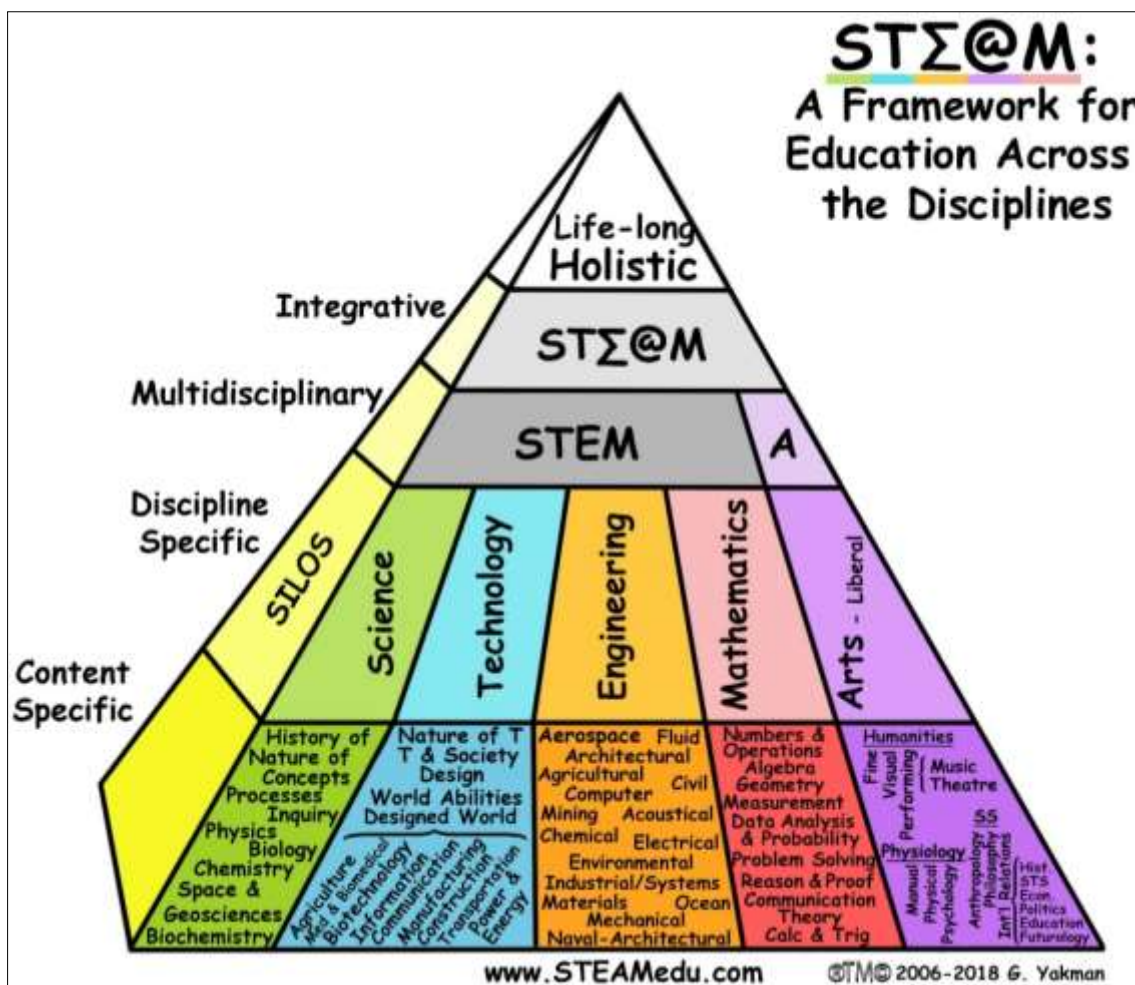 STΣ@M:
A Framework for
Education Across
the Disciplines
Life-long
Holistic
Integrative
STΣ@M
Multidisciplinary
STEM
A
Discipline
Specific
SILOS
Science
Technology
Engineering
Mathematics
Arts - Liberal
Content
Specific
History of
Nature of
Concepts
Processes
Inquiry
Physics
Biology
Chemistry
Space &
Geosciences
Biochemistry
Nature of T
T & Society
Design
World Abilities
Designed World
Agriculture
Med & Biomedical
Biotechnology
Information
Communication
Manufacturing
Construction
Transportation
Power &
Energy
Aerospace Fluid
Architectural
Agricultural Civil
Computer
Mining Acoustical
Chemical Electrical
Environmental
Industrial/Systems
Materials Ocean
Mechanical
Naval-Architectural
Numbers &
Operations
Algebra
Geometry
Measurement
Data Analysis
& Probability
Problem Solving
Reason & Proof
Communication
Theory
Calc & Trig
Humanities
Fine
Visual
Performing
Music
Theatre
Physiology
Manual
Physical
Psychology
SS
Anthropology
Philosophy
Int'l Relations
Hist.
STS
Econ.
Politics
Education
Futurology
www.STEAMedu.com
®TM© 2006-2018 G. Yakman